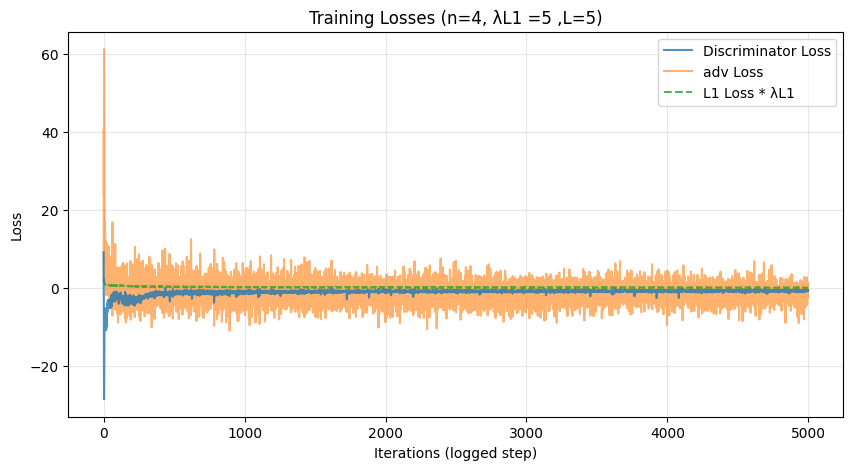 Training Losses (n=4, λL1 =5 ,L=5)
Discriminator Loss
adv Loss
L1 Loss * λL1
Loss
60
40
20
0
−20
0 1000 2000 3000 4000 5000
Iterations (logged step)